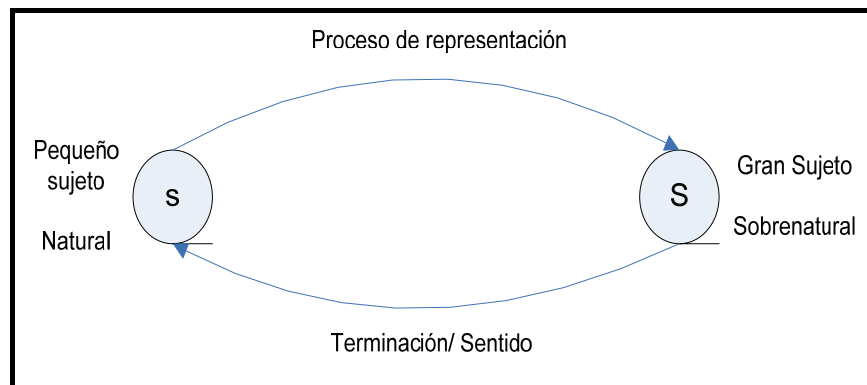 Proceso de representación
Pequeño
sujeto
s
Natural
Gran Sujeto
S
Sobrenatural
Terminación/ Sentido